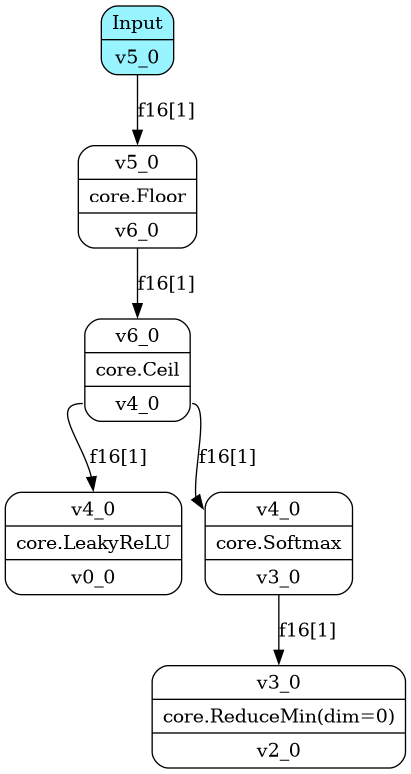 Input
v5_0
f16[1]
v5_0
core.Floor
v6_0
f16[1]
v6_0
core.Ceil
v4_0
f16[1]
f16[1]
v4_0
core.LeakyReLU
v0_0
v4_0
core.Softmax
v3_0
f16[1]
v3_0
core.ReduceMin(dim=0)
v2_0